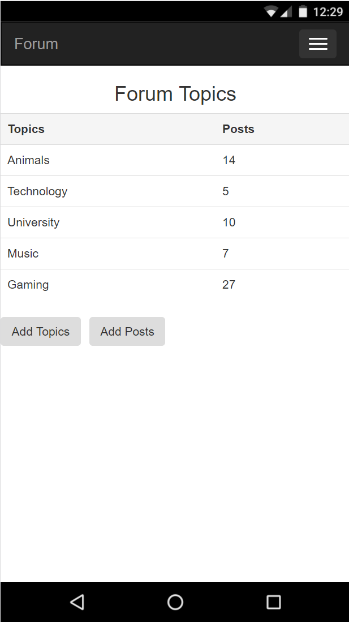 12:29
Forum
Forum Topics
Topics Posts
Animals 14
Technology 5
University 10
Music 7
Gaming 27
Add Topics Add Posts